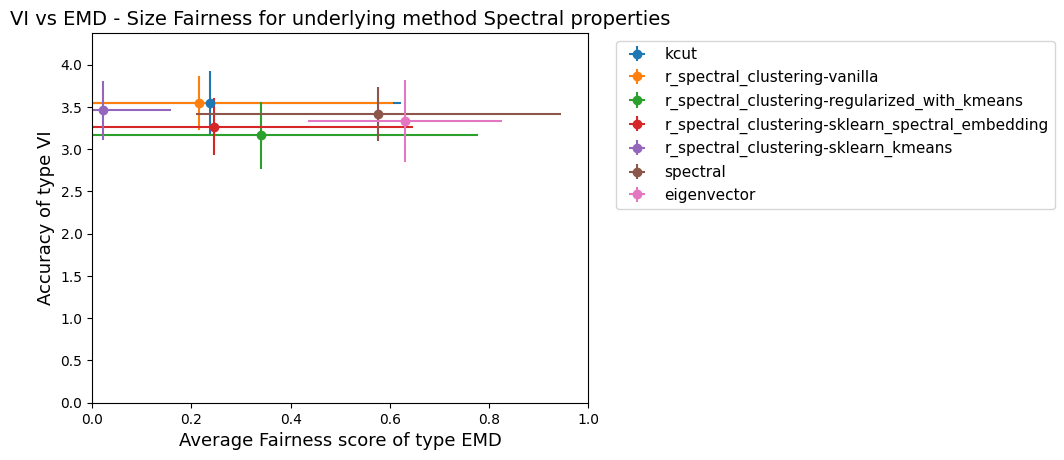 VI vs EMD - Size Fairness for underlying method Spectral properties
Accuracy of type VI
4.0
3.5
3.0
2.5
2.0
1.5
1.0
0.5
0.0
0.0 0.2 0.4 0.6 0.8 1.0
Average Fairness score of type EMD
kcut
r_spectral_clustering-vanilla
r_spectral_clustering-regularized_with_kmeans
r_spectral_clustering-sklearn_spectral_embedding
r_spectral_clustering-sklearn_kmeans
spectral
eigenvector